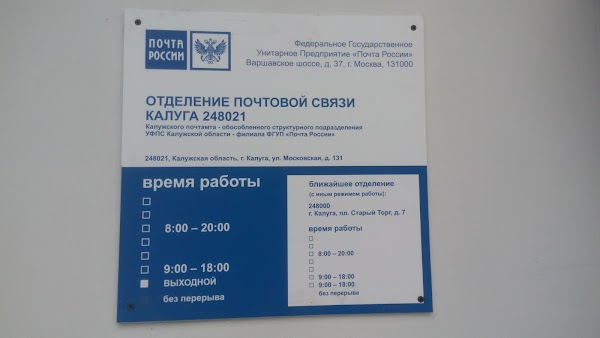 ПОЧТА
РОССИИ
Федеральное Государственное
Унитарное Предприятие «Почта России»
Варшавское шоссе, д. 37, г. Москва, 131000
ОТДЕЛЕНИЕ ПОЧТОВОЙ СВЯЗИ
КАЛУГА 248021
Калужского почтамта - обособленного структурного подразделения
УФПС Калужской области - филиала ФГУП «Почта России»
248021, Калужская область, г. Калуга, ул. Московская, д. 131
время работы
8:00 – 20:00
9:00 – 18:00
ВЫХОДНОЙ
без перерыва
ближайшее отделение
(с иным режимом работы):
248000
г. Калуга, пл. Старый Торг, д. 7
время работы
8:00 – 20:00
9:00 – 18:00
9:00 – 18:00
без перерыва